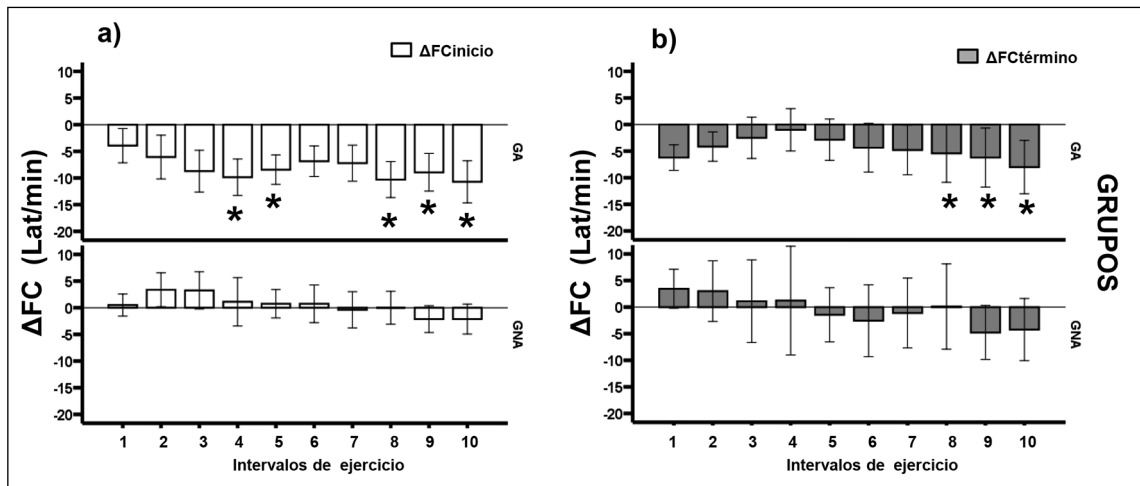 a)
ΔFCinicio
10
5
0
-5
-10
-15
-20
* * * * *
GA
10
5
0
-5
-10
-15
-20
GNA
ΔFC (Lat/min)
1 2 3 4 5 6 7 8 9 10
Intervalos de ejercicio
b)
ΔFCtérmino
10
5
0
-5
-10
-15
-20
* * *
GA
10
5
0
-5
-10
-15
-20
GNA
ΔFC (Lat/min)
1 2 3 4 5 6 7 8 9 10
Intervalos de ejercicio
GRUPOS